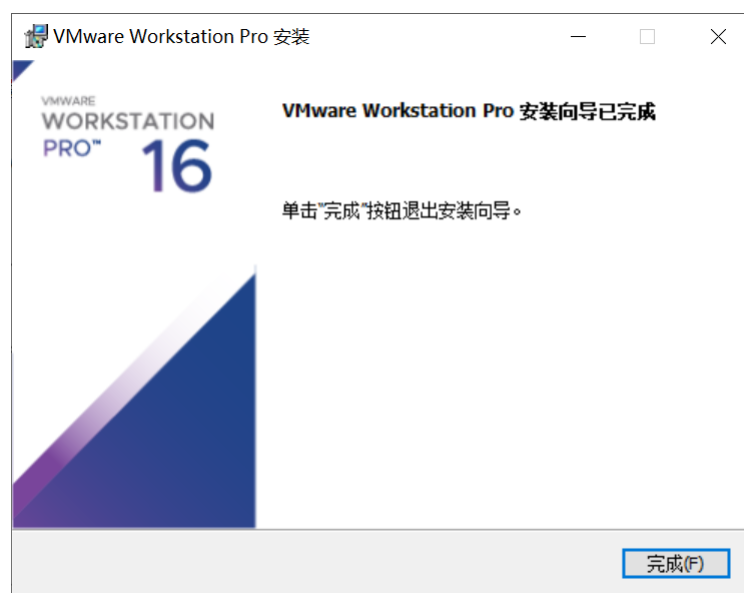 VMware Workstation Pro 安装
VMWARE
WORKSTATION
PRO™ 16
VMware Workstation Pro 安装向导已完成
单击"完成"按钮退出安装向导。
完成(F)